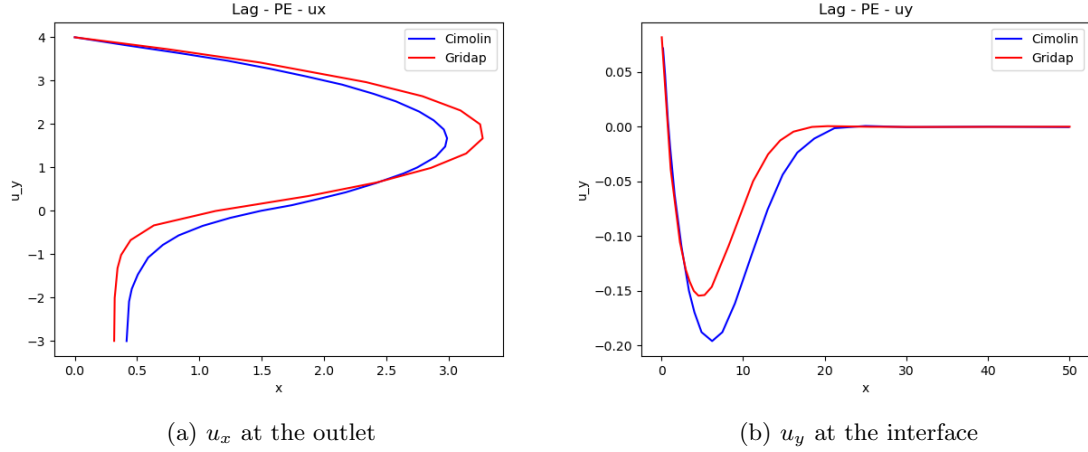 Lag - PE - ux
4
3
2
1
0
−1
−2
−3
u_y
0.0 0.5 1.0 1.5 2.0 2.5 3.0
x
Cimolin
Gridap
(a) u_x at the outlet
Lag - PE - uy
0.05
0.00
−0.05
−0.10
−0.15
−0.20
u_y
0 10 20 30 40 50
x
Cimolin
Gridap
(b) u_y at the interface